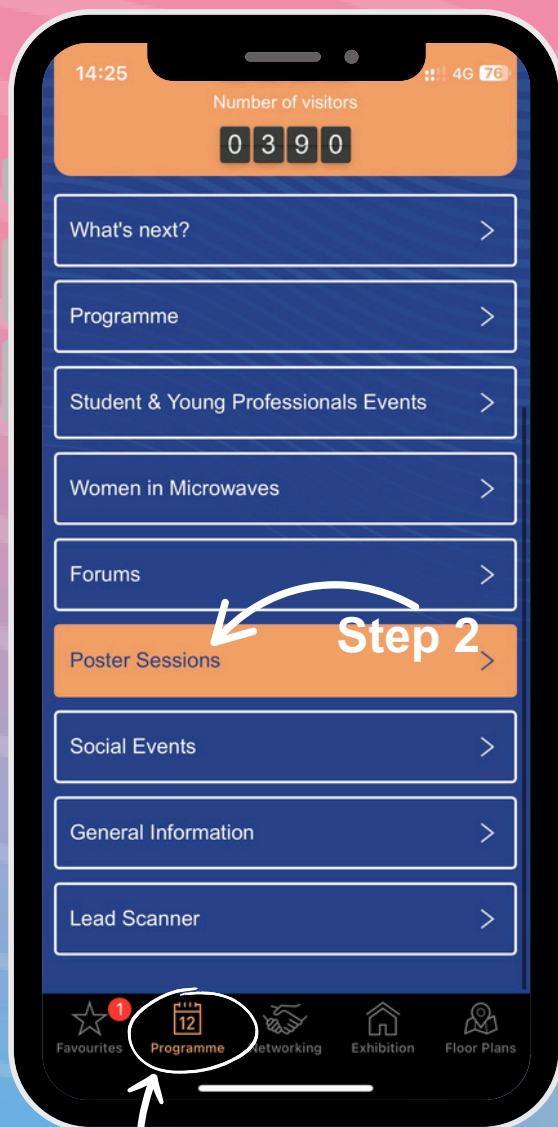 14:25
4G 76
Number of visitors
0390
What's next?
Programme
Student & Young Professionals Events
Women in Microwaves
Forums
Step 2
Poster Sessions
Social Events
General Information
Lead Scanner
1
12
Favourites Programme Networking Exhibition Floor Plans